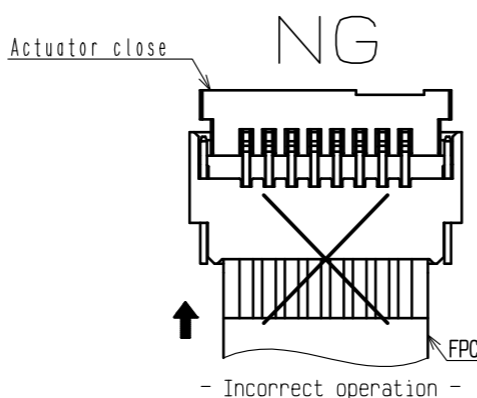 NG
Actuator close
FPC
- Incorrect operation -